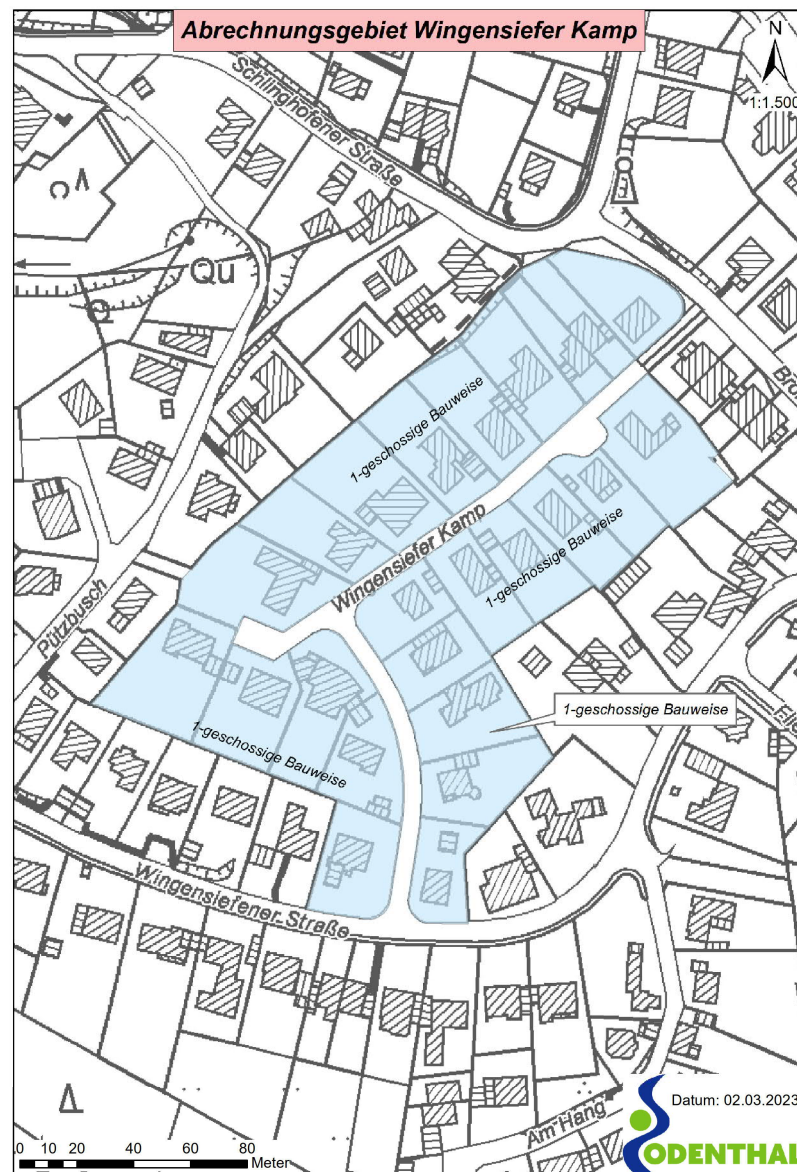 Abrechnungsgebiet Wingensiefer Kamp
N
1:1.500
Schlinghofener Straße
Qu
1-geschossige Bauweise
Wingensiefer Kamp
1-geschossige Bauweise
Pützbusch
1-geschossige Bauweise
1-geschossige Bauweise
Wingensiefener Straße
Am Hang
Datum: 02.03.2023
ODENTHAL
0 10 20 40 60 80
Meter